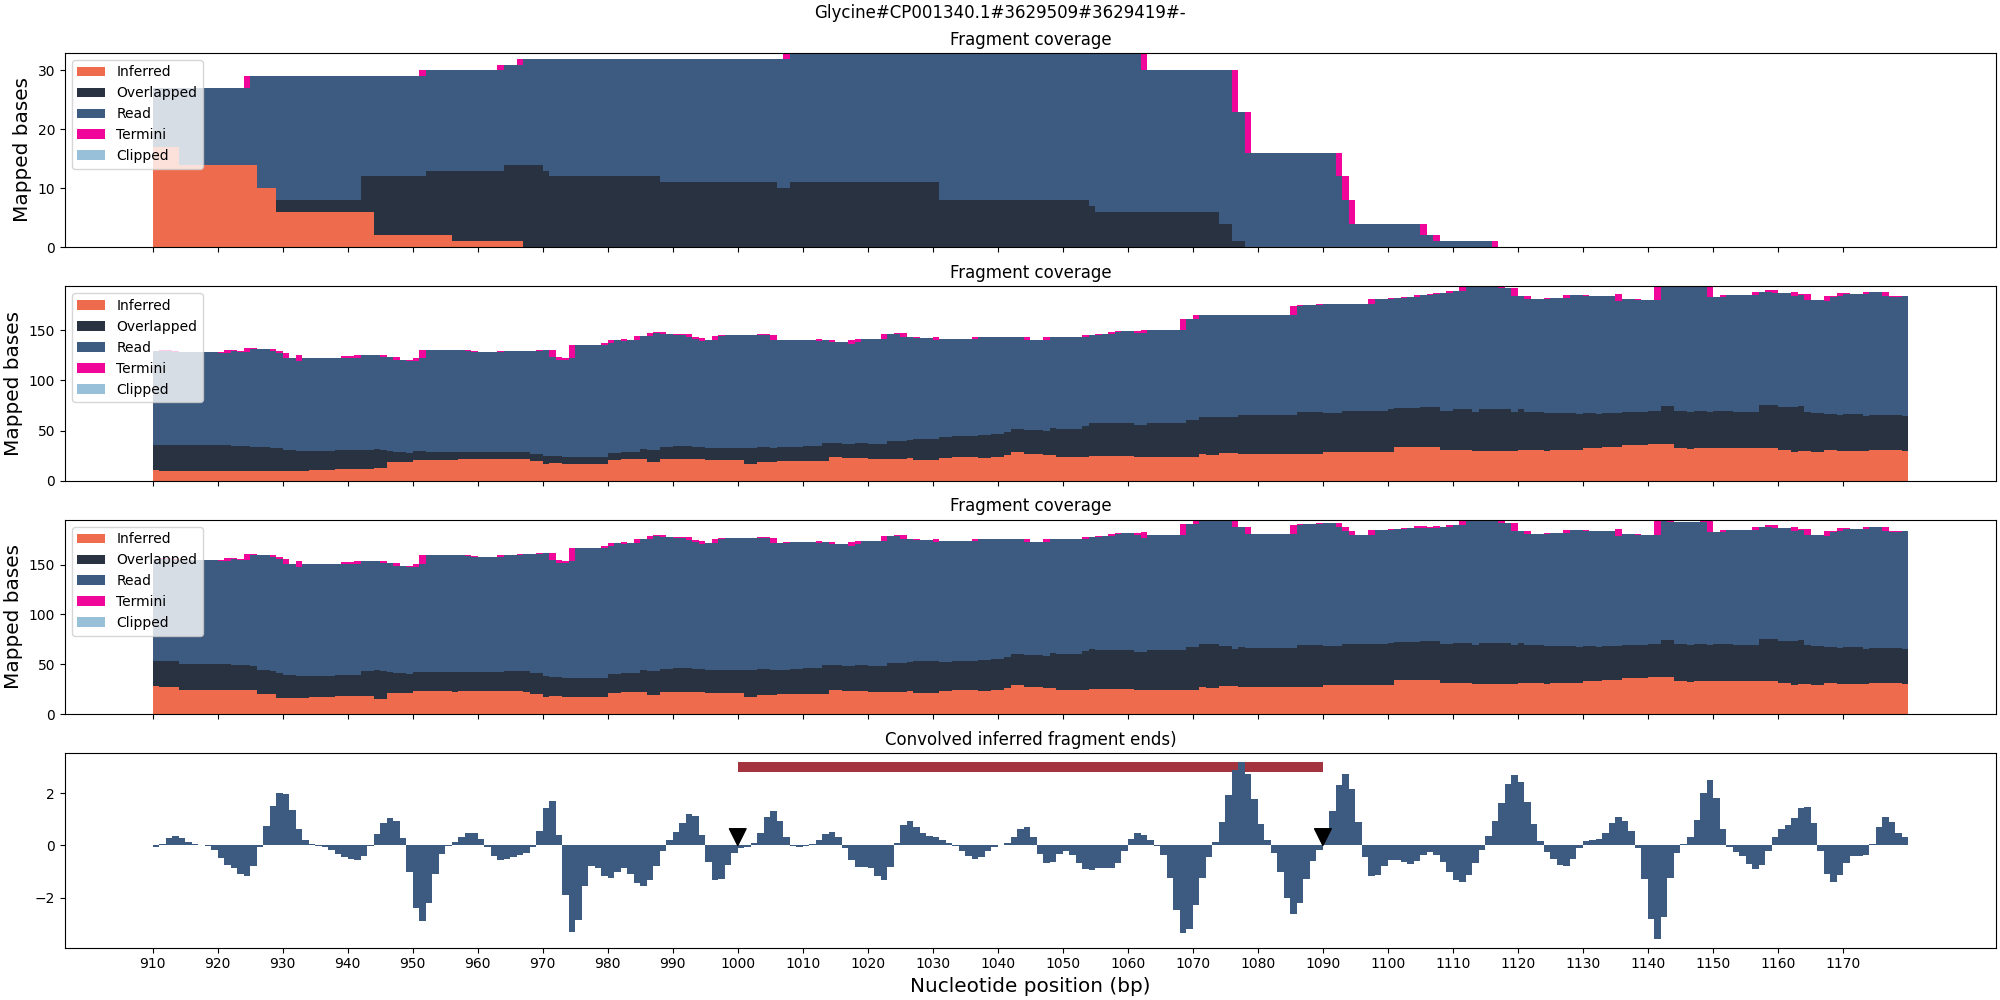 Glycine#CP001340.1#3629509#3629419#-
Fragment coverage
Mapped bases
30
20
10
0
Inferred
Overlapped
Read
Termini
Clipped
Fragment coverage
Mapped bases
150
100
50
0
Inferred
Overlapped
Read
Termini
Clipped
Fragment coverage
Mapped bases
150
100
50
0
Inferred
Overlapped
Read
Termini
Clipped
Convolved inferred fragment ends)
2
0
−2
910 920 930 940 950 960 970 980 990 1000 1010 1020 1030 1040 1050 1060 1070 1080 1090 1100 1110 1120 1130 1140 1150 1160 1170
Nucleotide position (bp)